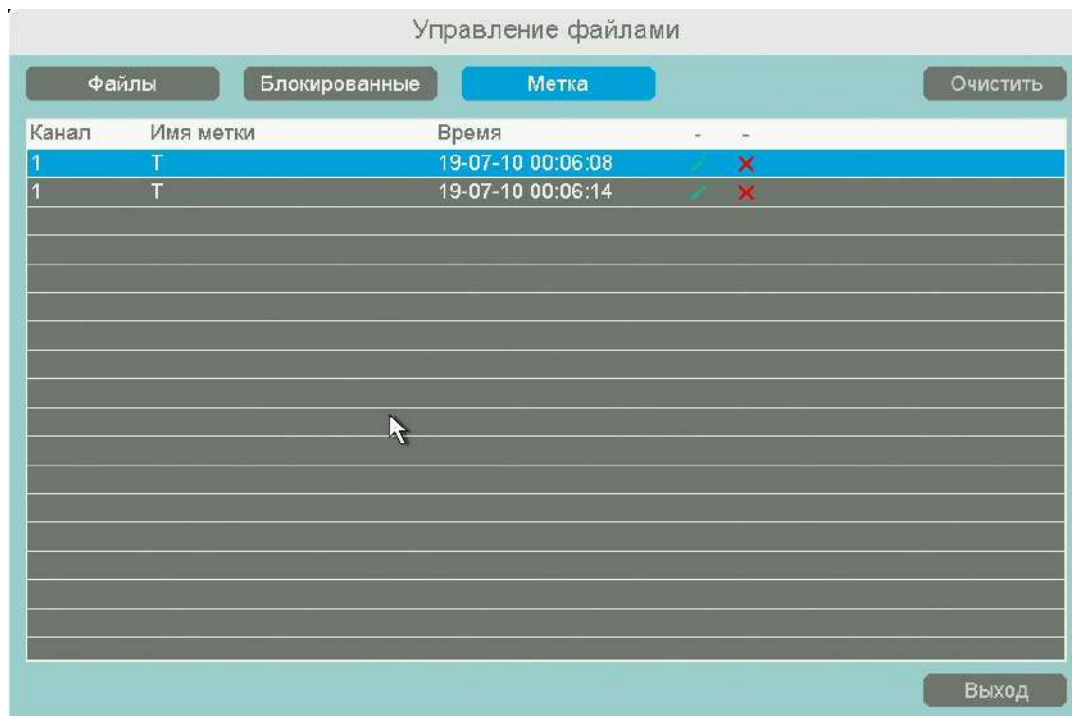 Управление файлами
Файлы Блокированные Метка Очистить
Канал Имя метки Время - -
1 T 19-07-10 00:06:08
1 T 19-07-10 00:06:14
Выход